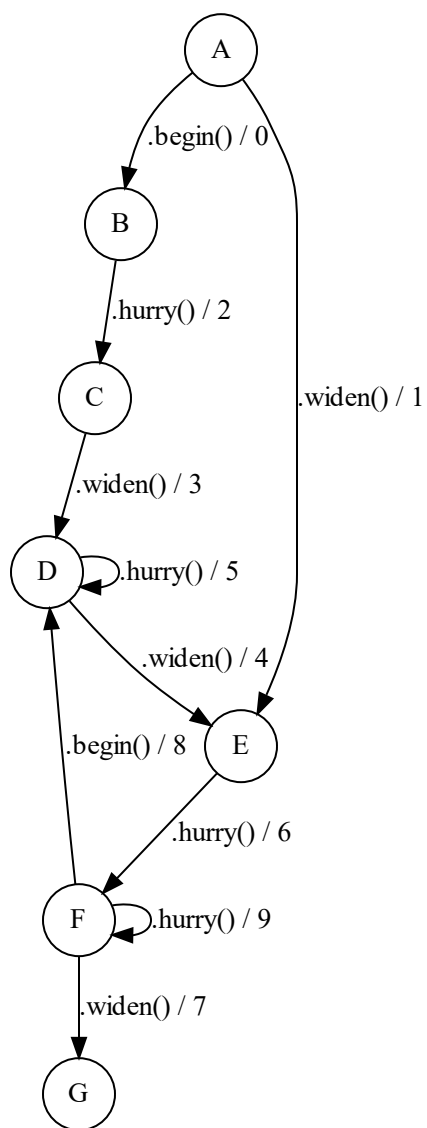 A
.begin() / 0
B
.hurry() / 2
C
.widen() / 1
.widen() / 3
D
.hurry() / 5
.widen() / 4
.begin() / 8
E
.hurry() / 6
F
.hurry() / 9
.widen() / 7
G